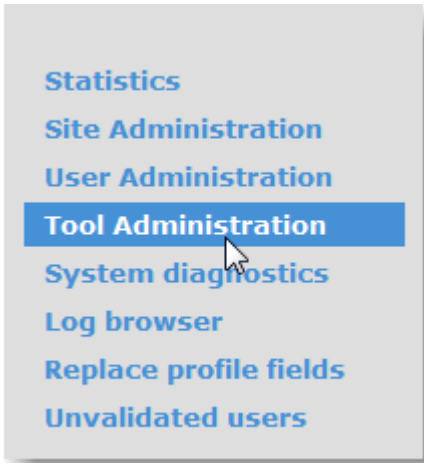 Statistics
Site Administration
User Administration
Tool Administration
System diagnostics
Log browser
Replace profile fields
Unvalidated users